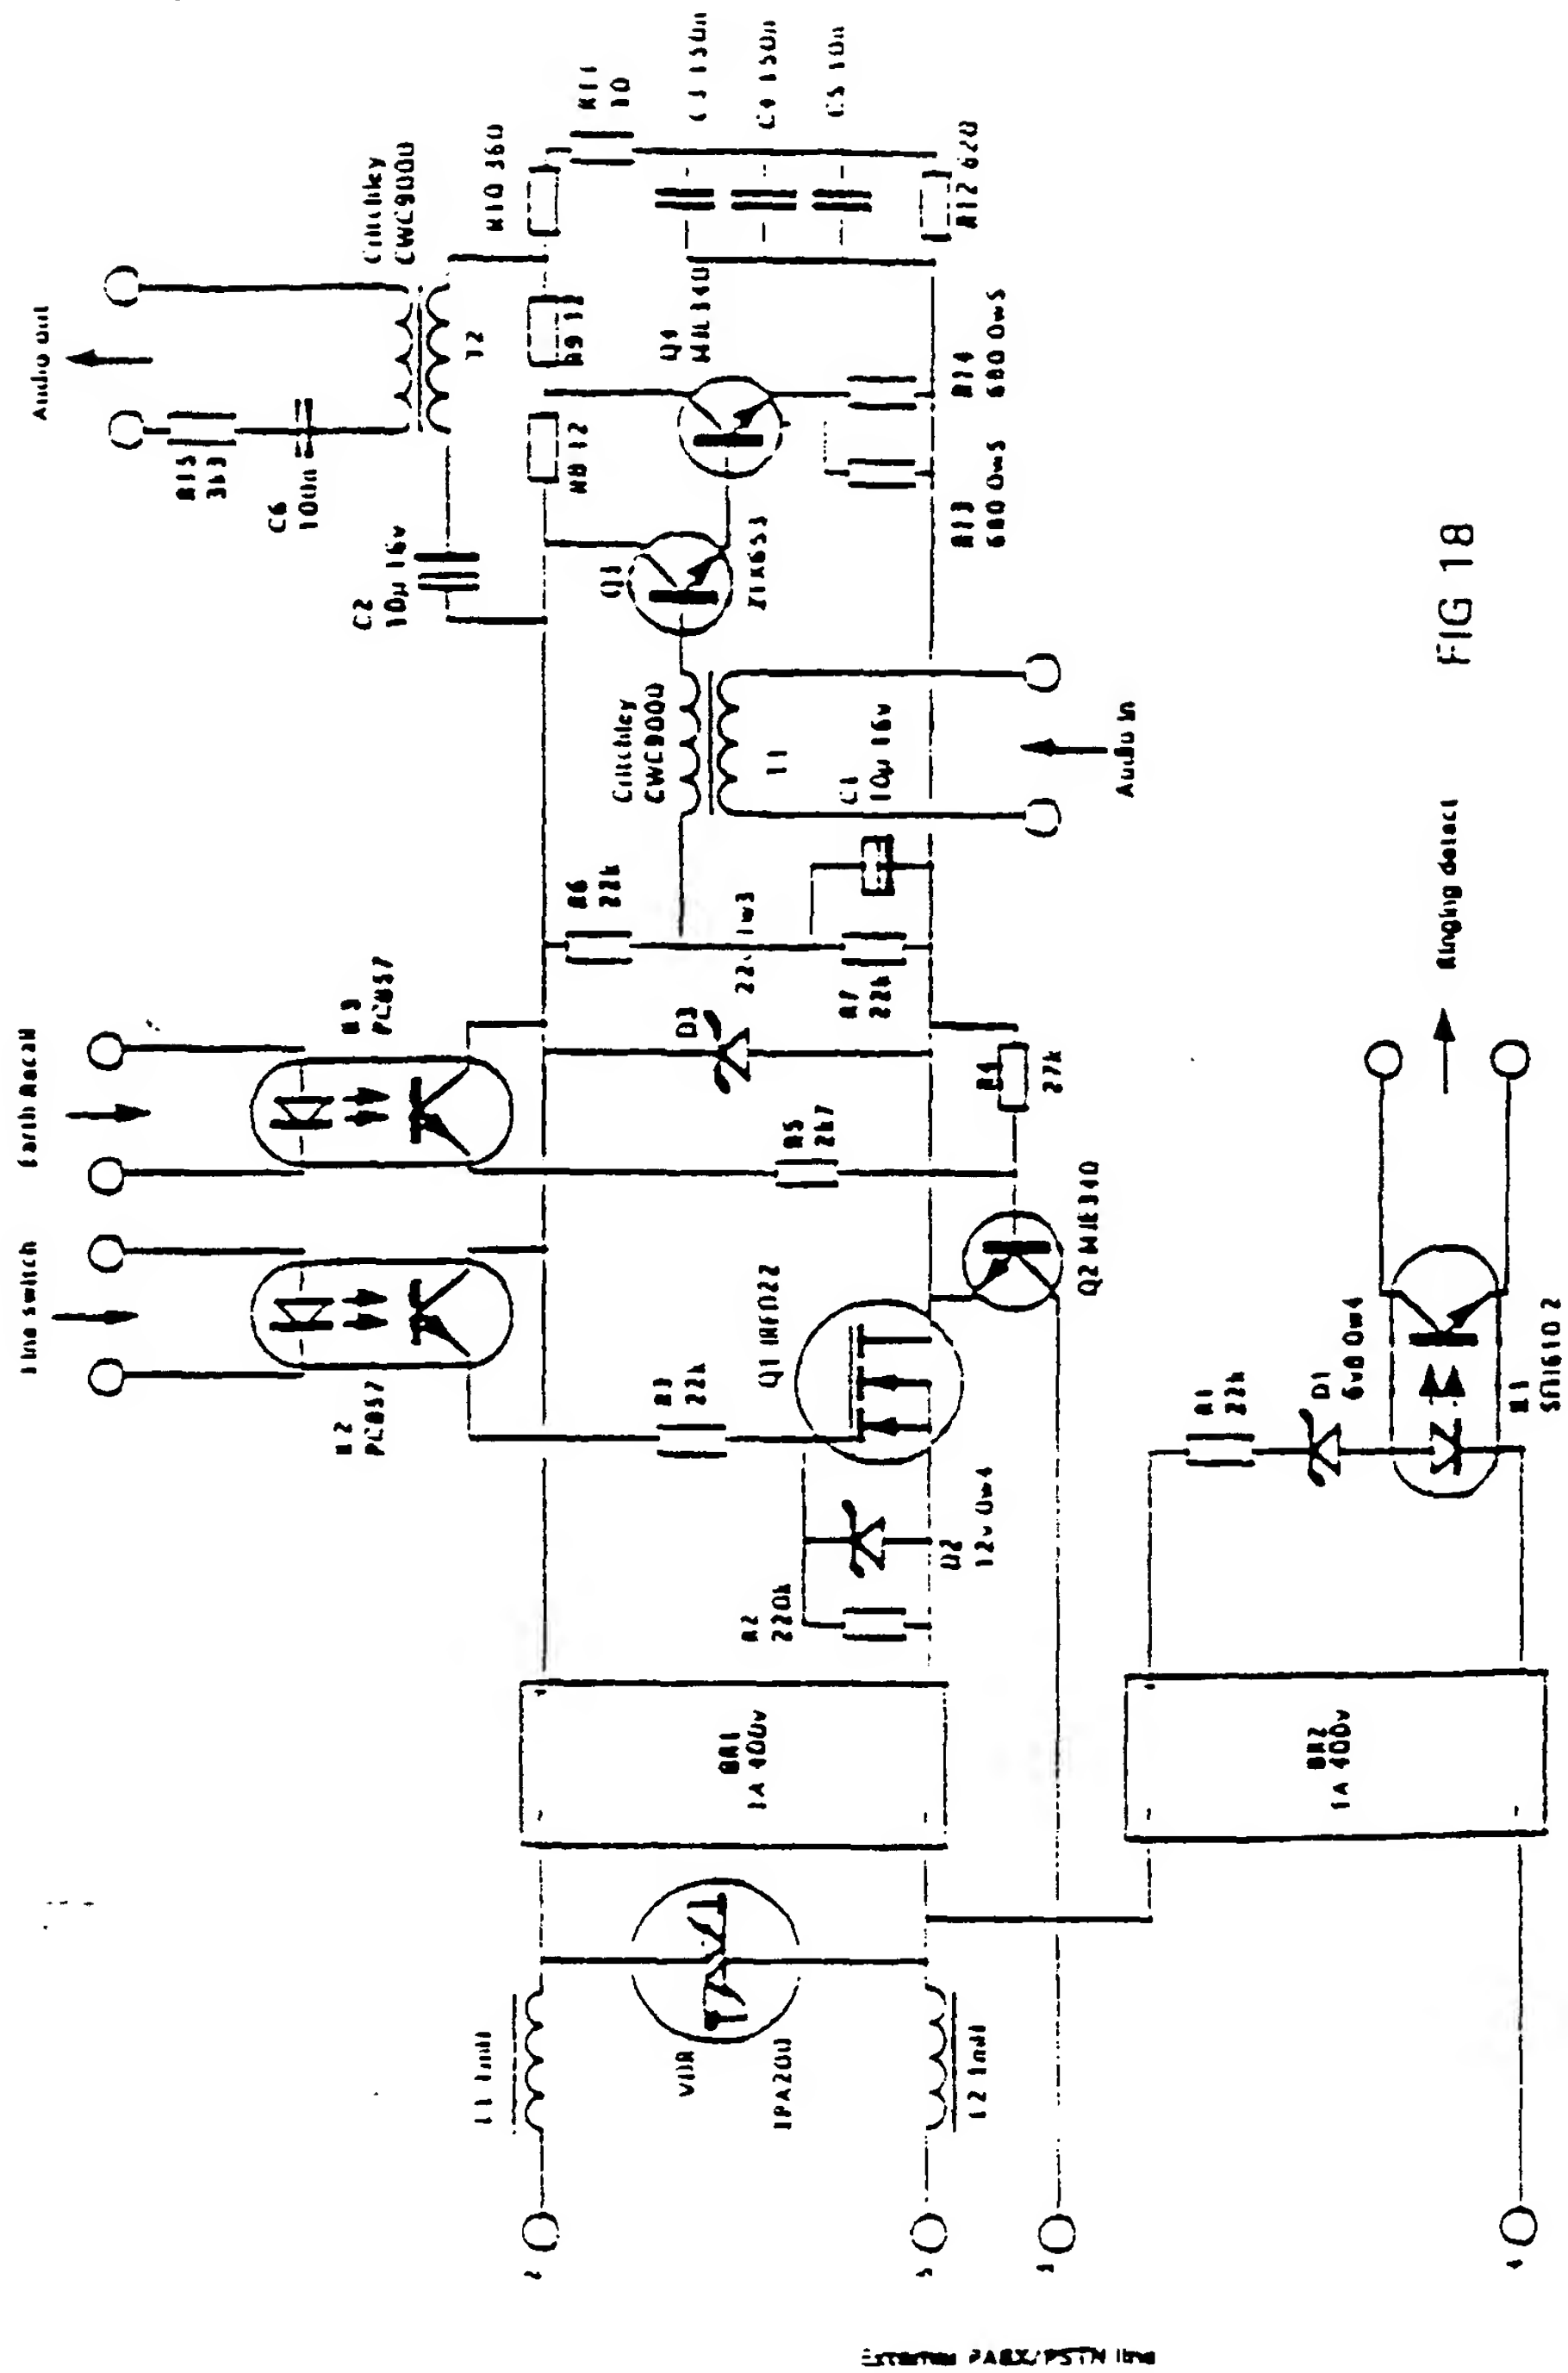 Audio out
R15
3k3
C6
100n
Critchley
CWC9000
T2
C2
10µ 16v
R8 12
R9 12
R10 360
R11
10
C3 150n
C4 150n
C5 10n
R12 620
Q3
ZTX653
Q4
MJE340
R13
680 0w5
R14
680 0w5
Critchley
CWC9000
T1
C1
10µ 16v
Audio in
R6
22k
R7
22k
D3
1w3
Earth Recall
PC857
R5
2k7
R4
27k
Line switch
PC857
R3
22k
Q1 IRFD22
Q2 MJE340
D2
12v 0w4
R2
220k
BR1
1A 400v
BR2
1A 400v
R1
22k
D1
6v8 0w4
Ringing detect
VDR
L1 1mH
L2 1mH
2
5
4
External PABX/PSTN line
FIG 18